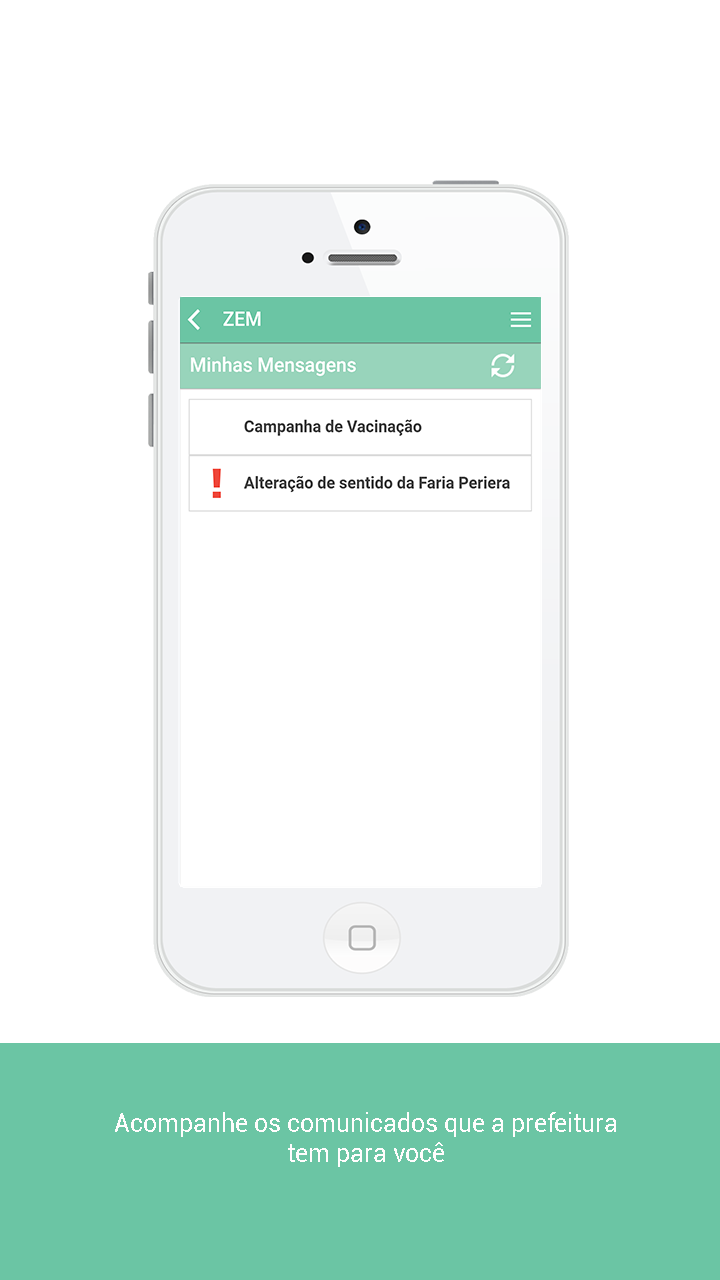 ZEM
Minhas Mensagens
Campanha de Vacinação
Alteração de sentido da Faria Periera
Acompanhe os comunicados que a prefeitura
tem para você